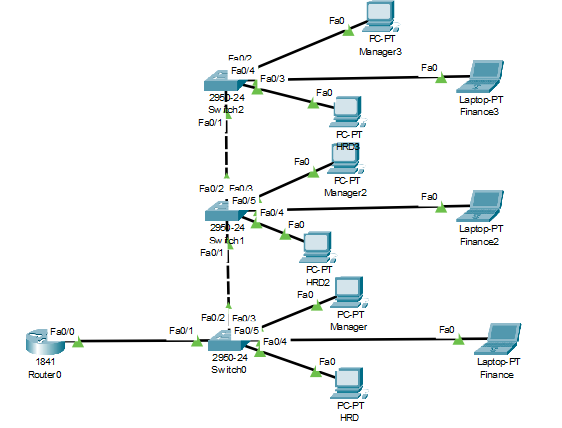 Fa0
PC-PT
Manager3
Fa0/2
Fa0/4
Fa0
Fa0/3
Laptop-PT
Finance3
2950-24
Switch2
Fa0
PC-PT
HRD3
Fa0/1
Fa0
PC-PT
Manager2
Fa0/2
Fa0/3
Fa0/5
Fa0
Fa0/4
Laptop-PT
Finance2
2950-24
Switch1
Fa0
PC-PT
HRD2
Fa0/1
Fa0
PC-PT
Manager
Fa0/2
Fa0/3
Fa0/0
Fa0/1
Fa0/5
Fa0/4
Fa0
1841
Router0
2950-24
Switch0
Laptop-PT
Finance
Fa0
PC-PT
HRD